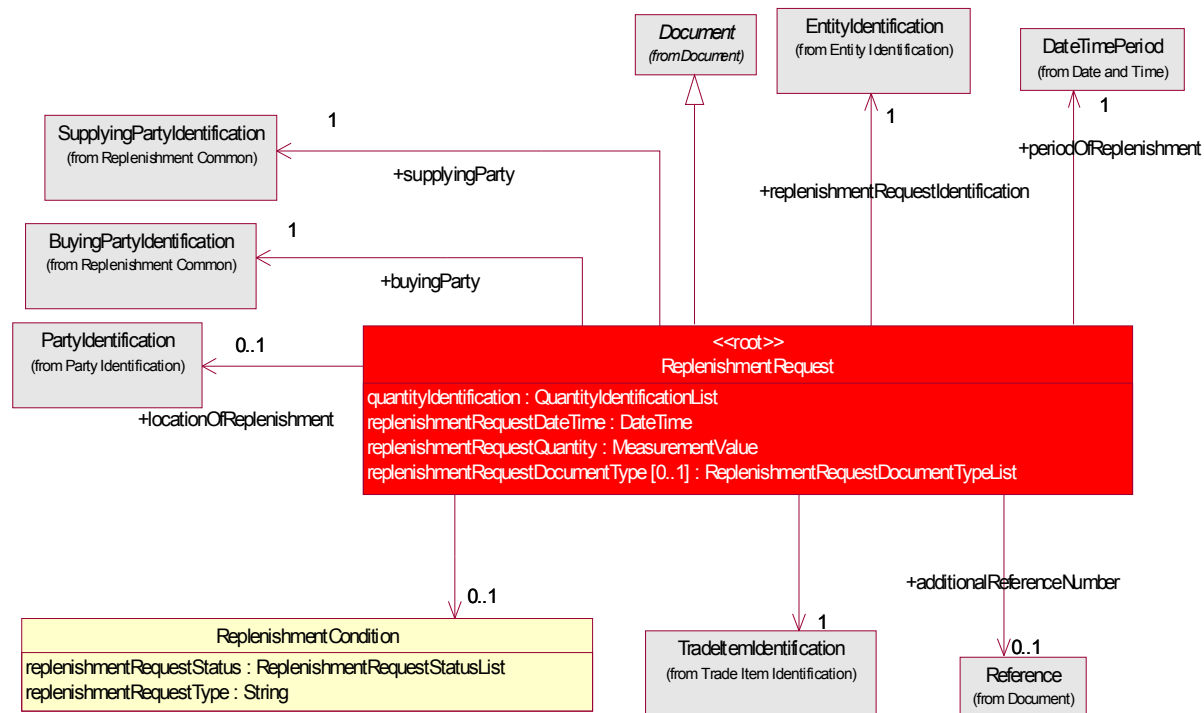 Document
(from Document)
EntityIdentification
(from Entity Identification)
DateTimePeriod
(from Date and Time)
1
1
1
SupplyingPartyIdentification
(from Replenishment Common)
+periodOfReplenishment
+supplyingParty
+replenishmentRequestIdentification
1
BuyingPartyIdentification
(from Replenishment Common)
+buyingParty
PartyIdentification
(from Party Identification)
0..1
+locationOfReplenishment
<<root>>
ReplenishmentRequest
quantityIdentification : QuantityIdentificationList
replenishmentRequestDateTime : DateTime
replenishmentRequestQuantity : MeasurementValue
replenishmentRequestDocumentType [0..1] : ReplenishmentRequestDocumentTypeList
+additionalReferenceNumber
0..1
1
0..1
ReplenishmentCondition
replenishmentRequestStatus : ReplenishmentRequestStatusList
replenishmentRequestType : String
TradeItemIdentification
(from Trade Item Identification)
Reference
(from Document)